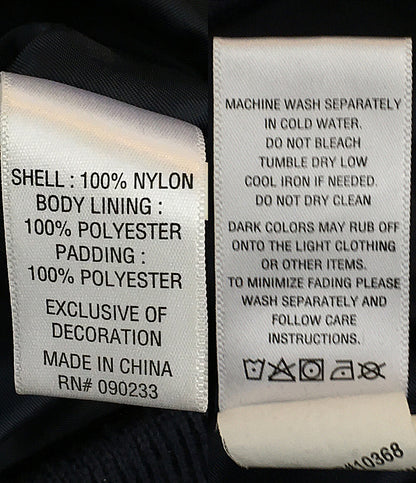 SHELL : 100% NYLON
BODY LINING :
100% POLYESTER
PADDING :
100% POLYESTER
EXCLUSIVE OF
DECORATION
MADE IN CHINA
RN# 090233
MACHINE WASH SEPARATELY
IN COLD WATER.
DO NOT BLEACH
TUMBLE DRY LOW
COOL IRON IF NEEDED.
DO NOT DRY CLEAN
DARK COLORS MAY RUB OFF
ONTO THE LIGHT CLOTHING
OR OTHER ITEMS.
TO MINIMIZE FADING PLEASE
WASH SEPARATELY AND
FOLLOW CARE
INSTRUCTIONS.
#10368